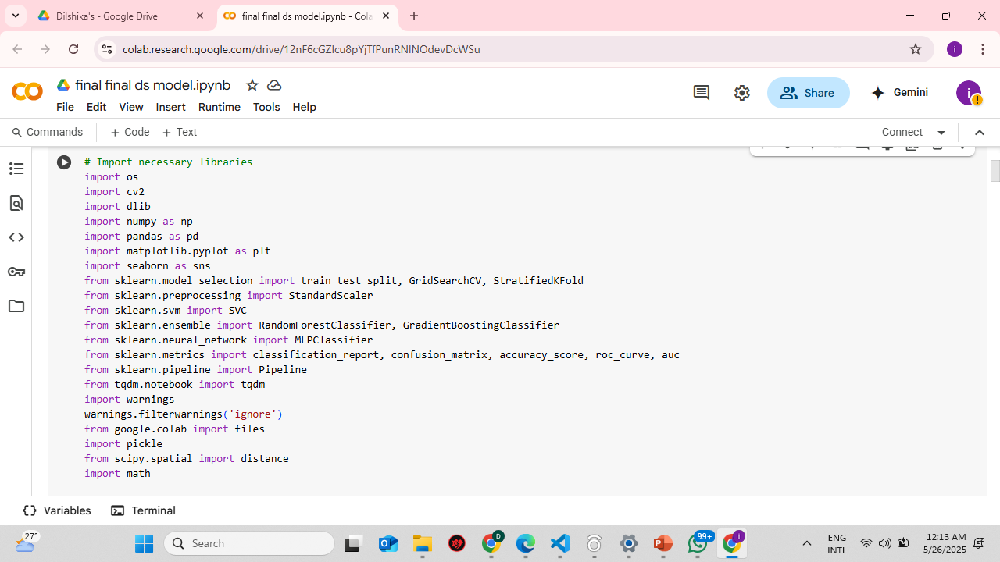 Dilshika's - Google Drive
final final ds model.ipynb - Cola
colab.research.google.com/drive/12nF6cGZIcu8pYjTfPunRNINOdevDcWSu
i
final final ds model.ipynb
File Edit View Insert Runtime Tools Help
Share
Gemini
i
Commands + Code + Text
Connect
# Import necessary libraries
import os
import cv2
import dlib
import numpy as np
import pandas as pd
import matplotlib.pyplot as plt
import seaborn as sns
from sklearn.model_selection import train_test_split, GridSearchCV, StratifiedKFold
from sklearn.preprocessing import StandardScaler
from sklearn.svm import SVC
from sklearn.ensemble import RandomForestClassifier, GradientBoostingClassifier
from sklearn.neural_network import MLPClassifier
from sklearn.metrics import classification_report, confusion_matrix, accuracy_score, roc_curve, auc
from sklearn.pipeline import Pipeline
from tqdm.notebook import tqdm
import warnings
warnings.filterwarnings('ignore')
from google.colab import files
import pickle
from scipy.spatial import distance
import math
Variables Terminal
27°
Search
D
99+
i
ENG
INTL
12:13 AM
5/26/2025